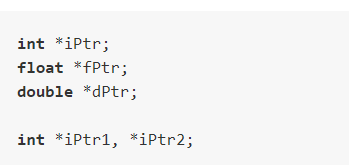 int *iPtr;
float *fPtr;
double *dPtr;
int *iPtr1, *iPtr2;